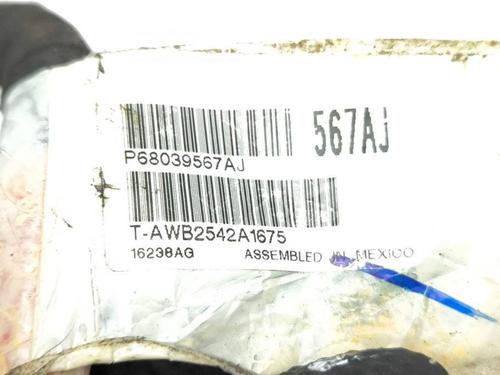 567AJ
P68039567AJ
T-AWB2542A1675
16238AG ASSEMBLED IN MEXICO